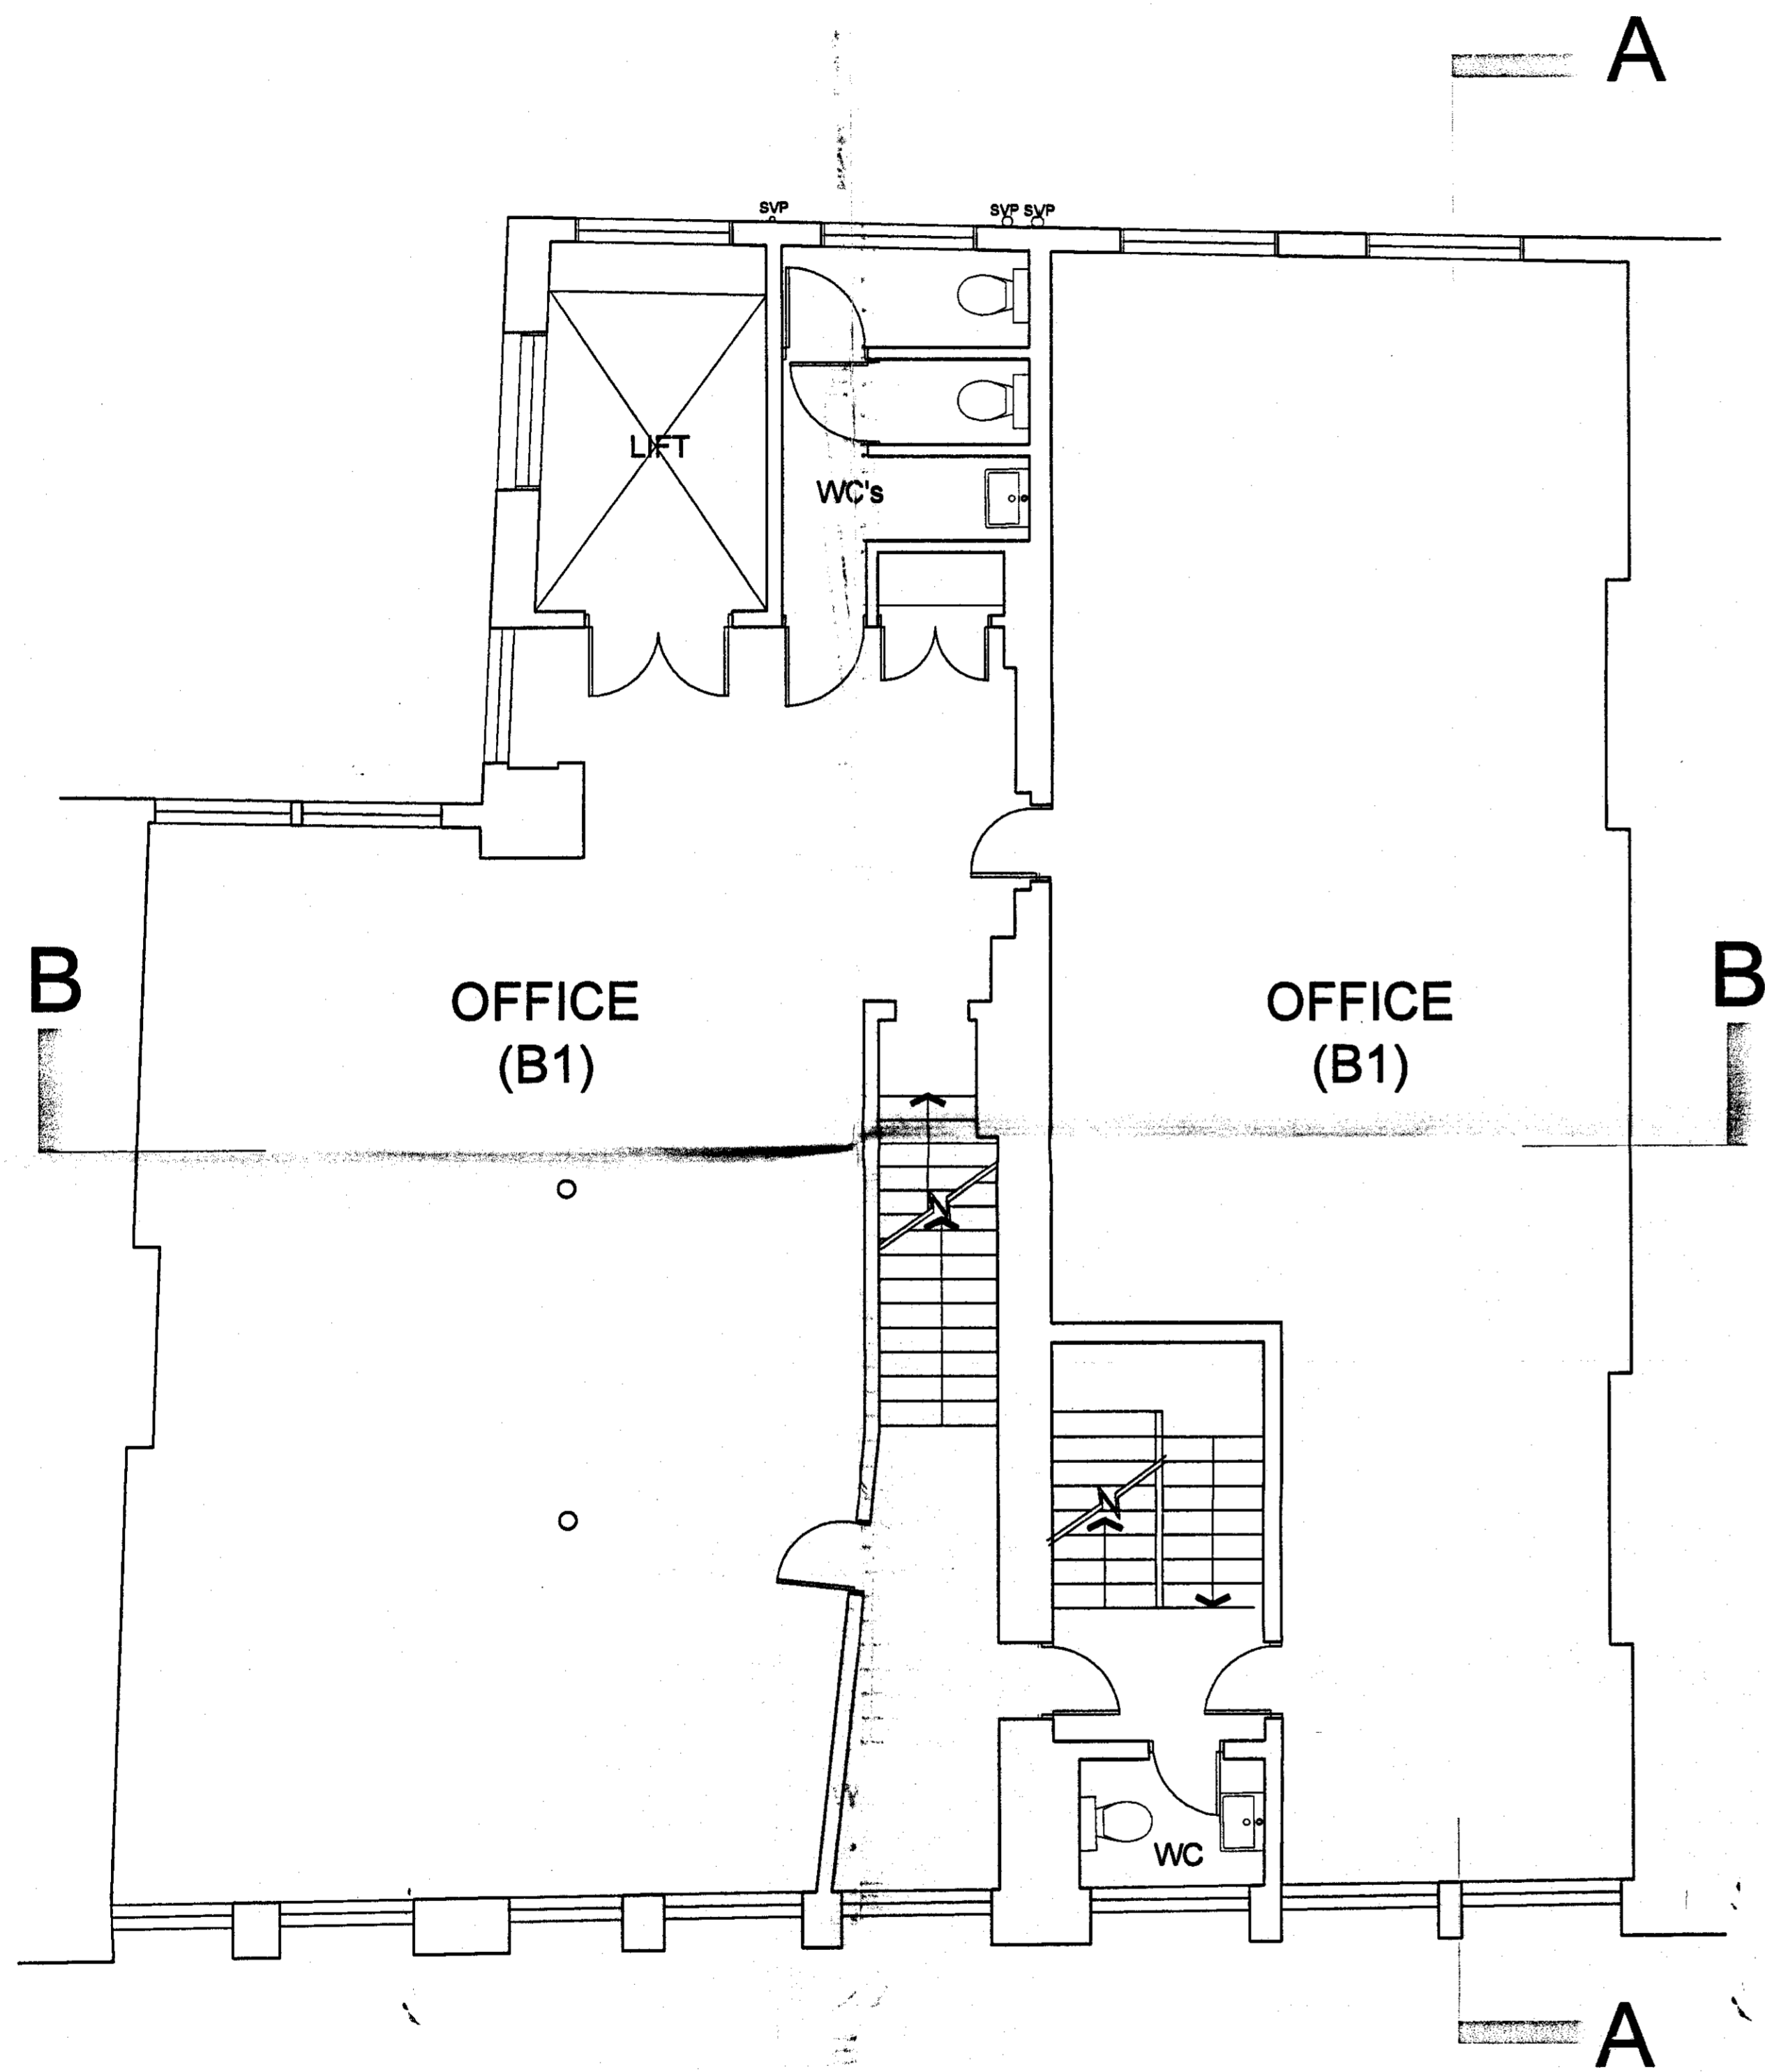 A
SVP
SVP SVP
LIFT
WC's
B
B
OFFICE
(B1)
OFFICE
(B1)
WC
A